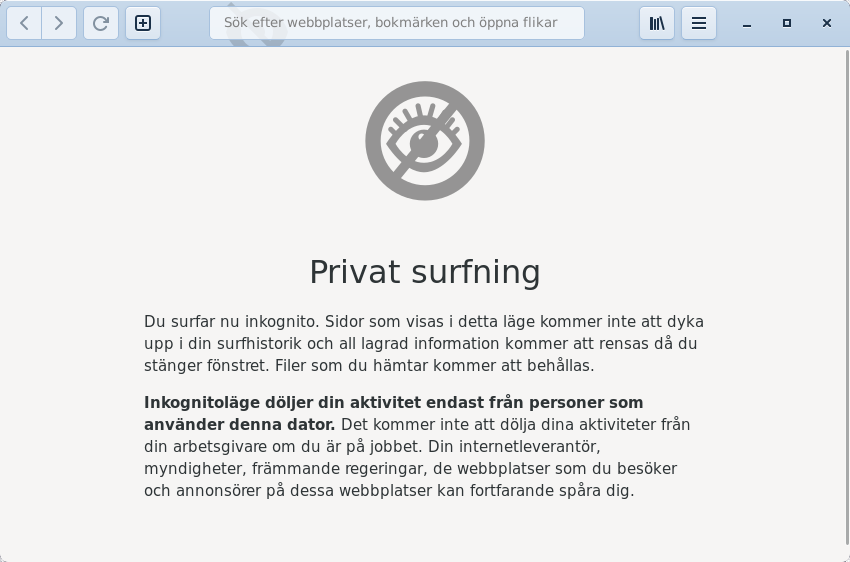 Sök efter webbplatser, bokmärken och öppna flikar
Privat surfning
Du surfar nu inkognito. Sidor som visas i detta läge kommer inte att dyka
upp i din surfhistorik och all lagrad information kommer att rensas då du
stänger fönstret. Filer som du hämtar kommer att behållas.
Inkognitoläge döljer din aktivitet endast från personer som
använder denna dator. Det kommer inte att dölja dina aktiviteter från
din arbetsgivare om du är på jobbet. Din internetleverantör,
myndigheter, främmande regeringar, de webbplatser som du besöker
och annonsörer på dessa webbplatser kan fortfarande spåra dig.